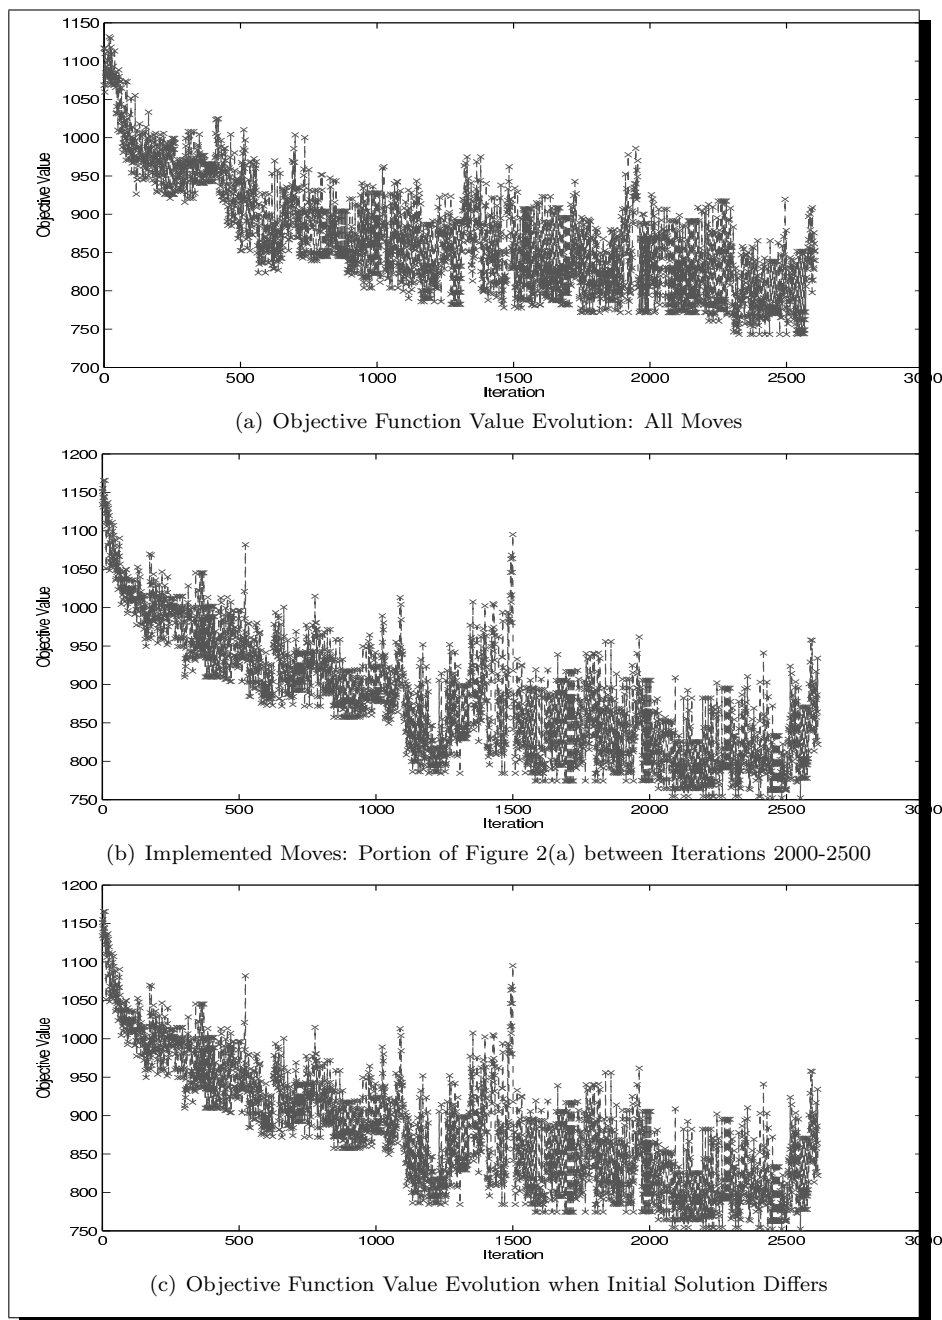 1150
1100
1050
1000
950
900
850
800
750
700
Objective Value
0 500 1000 1500 2000 2500 3000
Iteration
(a) Objective Function Value Evolution: All Moves
1200
1150
1100
1050
1000
950
900
850
800
750
Objective Value
0 500 1000 1500 2000 2500 3000
Iteration
(b) Implemented Moves: Portion of Figure 2(a) between Iterations 2000-2500
1200
1150
1100
1050
1000
950
900
850
800
750
Objective Value
0 500 1000 1500 2000 2500 3000
Iteration
(c) Objective Function Value Evolution when Initial Solution Differs